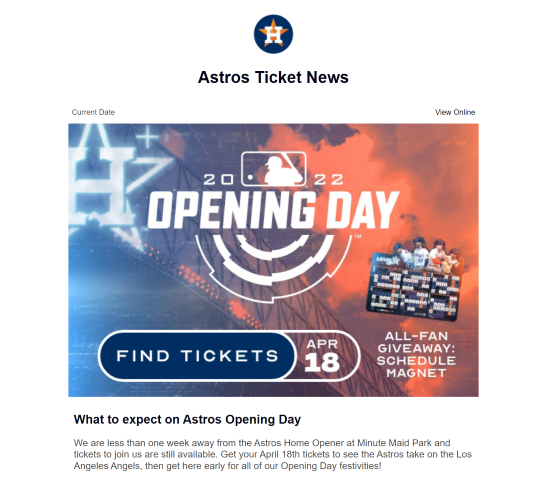 H
Astros Ticket News
Current Date
View Online
H
2022
OPENING DAY
™
FIND TICKETS
APR
18
ALL-FAN
GIVEAWAY:
SCHEDULE
MAGNET
What to expect on Astros Opening Day
We are less than one week away from the Astros Home Opener at Minute Maid Park and
tickets to join us are still available. Get your April 18th tickets to see the Astros take on the Los
Angeles Angels, then get here early for all of our Opening Day festivities!